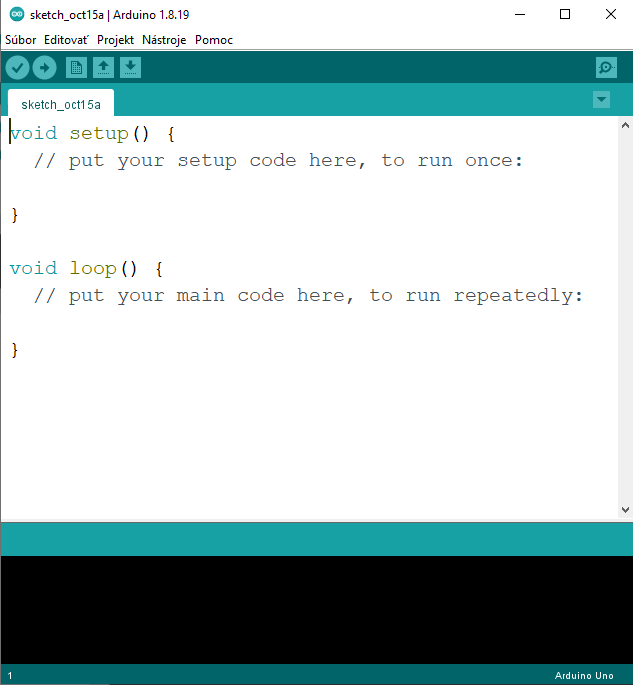 sketch_oct15a | Arduino 1.8.19
Súbor Editovať Projekt Nástroje Pomoc
sketch_oct15a
void setup() {
  // put your setup code here, to run once:
}
void loop() {
  // put your main code here, to run repeatedly:
}
1 Arduino Uno